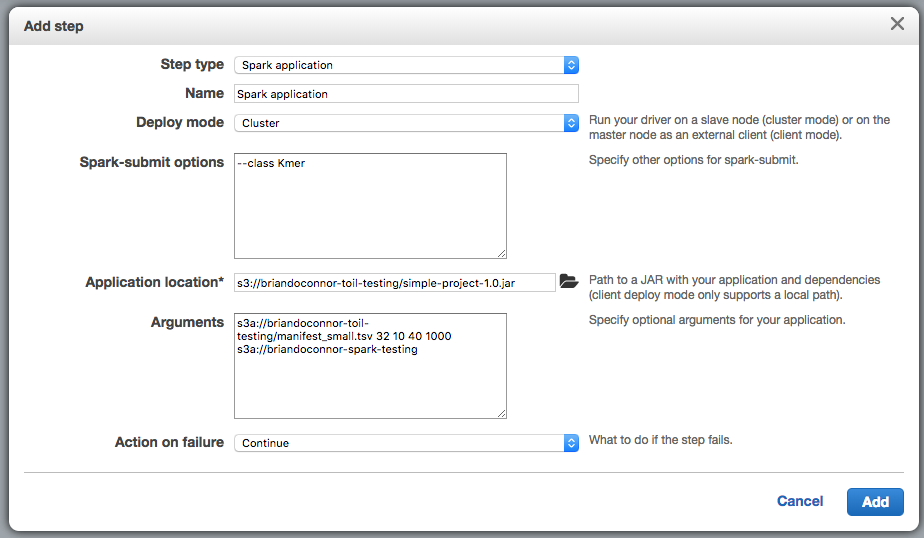 Add step
Step type
Spark application
Name
Spark application
Deploy mode
Cluster
Run your driver on a slave node (cluster mode) or on the
master node as an external client (client mode).
Spark-submit options
--class Kmer
Specify other options for spark-submit.
Application location*
s3://briandoconnor-toil-testing/simple-project-1.0.jar
Path to a JAR with your application and dependencies
(client deploy mode only supports a local path).
Arguments
s3a://briandoconnor-toil-
testing/manifest_small.tsv 32 10 40 1000
s3a://briandoconnor-spark-testing
Specify optional arguments for your application.
Action on failure
Continue
What to do if the step fails.
Cancel
Add